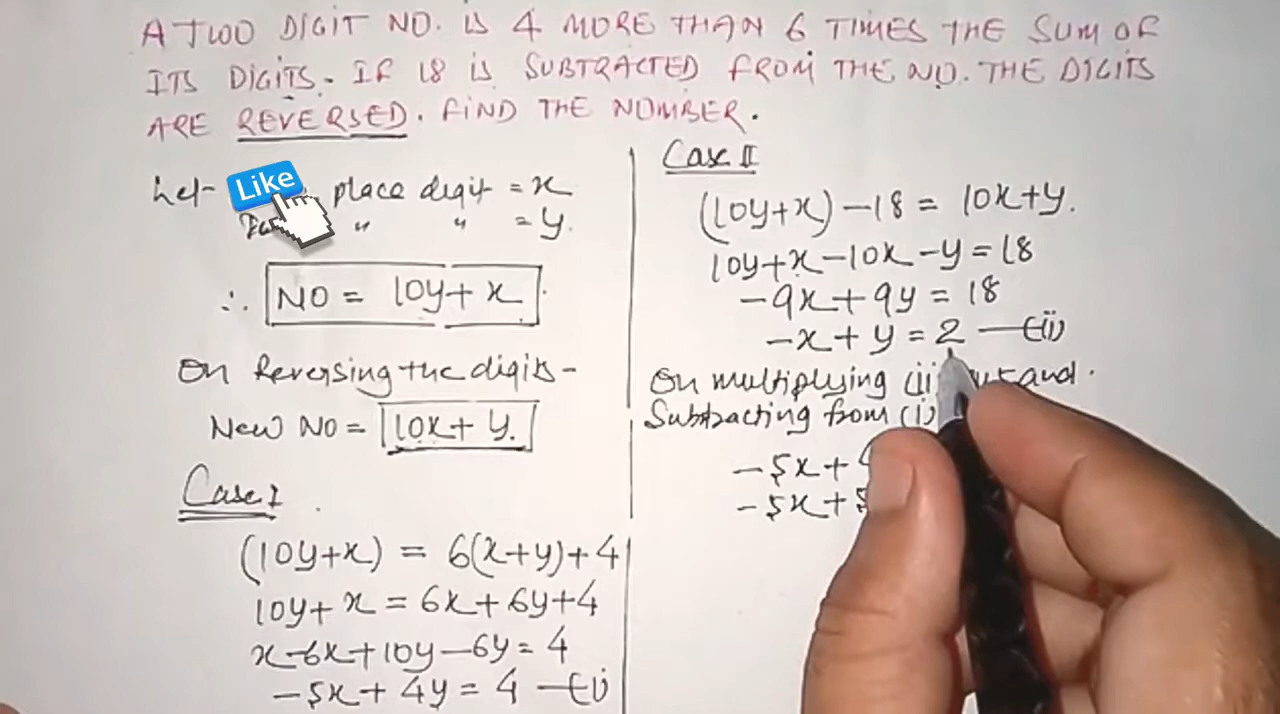 A TWO DIGIT NO. IS 4 MORE THAN 6 TIMES THE SUM OF
ITS DIGITS. IF 18 IS SUBTRACTED FROM THE NO. THE DIGITS
ARE REVERSED. FIND THE NUMBER.
Let Like place digit = x
" " = y.
∴ NO = 10y + x
On Reversing the digits -
New No = 10x + y.
Case I
(10y+x) = 6(x+y)+4
10y + x = 6x + 6y + 4
x-6x+10y-6y = 4
-5x + 4y = 4 —(i)
Case II
(10y+x) -18 = 10x+y.
10y+x-10x-y = 18
-9x + 9y = 18
-x + y = 2 —(ii)
On multiplying (ii) and.
Subtracting from (i)
-5x +
-5x +